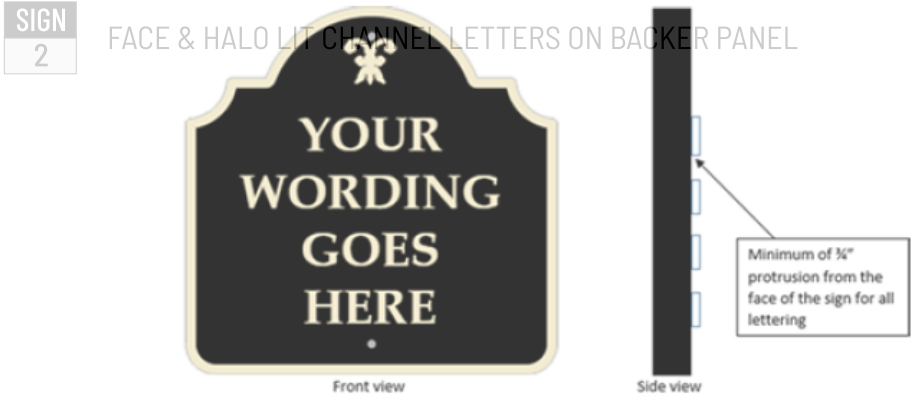 SIGN
2
FACE & HALO LIT CHANNEL LETTERS ON BACKER PANEL
YOUR
WORDING
GOES
HERE
Minimum of ¾"
protrusion from the
face of the sign for all
lettering
Front view
Side view